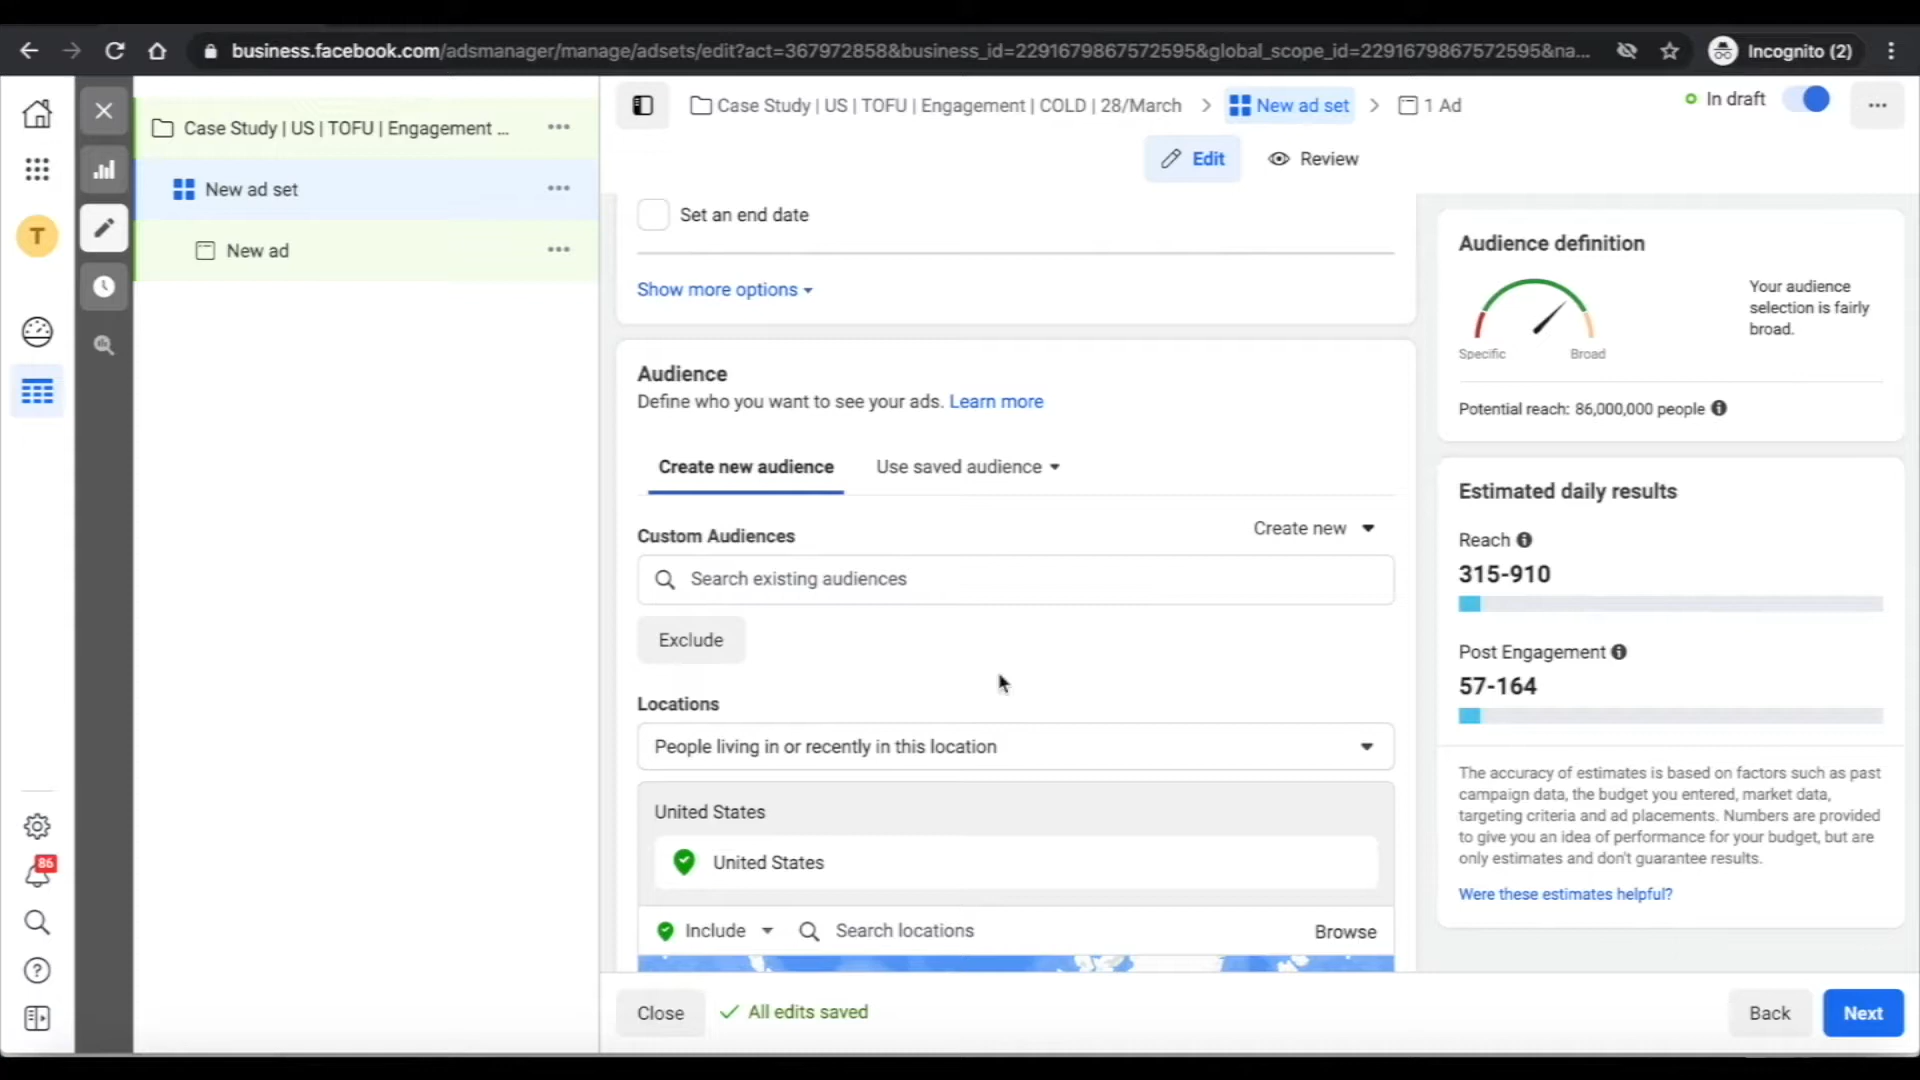 business.facebook.com/adsmanager/manage/adsets/edit?act=367972858&business_id=2291679867572595&global_scope_id=2291679867572595&na...
Incognito (2)
T
86
Case Study | US | TOFU | Engagement ...
New ad set
New ad
Case Study | US | TOFU | Engagement | COLD | 28/March
New ad set
1 Ad
In draft
Edit
Review
Set an end date
Show more options
Audience
Define who you want to see your ads. Learn more
Create new audience
Use saved audience
Custom Audiences
Create new
Search existing audiences
Exclude
Locations
People living in or recently in this location
United States
United States
Include
Search locations
Browse
Close
All edits saved
Back
Next
Audience definition
Your audience
selection is fairly
broad.
Specific
Broad
Potential reach: 86,000,000 people
Estimated daily results
Reach
315-910
Post Engagement
57-164
The accuracy of estimates is based on factors such as past
campaign data, the budget you entered, market data,
targeting criteria and ad placements. Numbers are provided
to give you an idea of performance for your budget, but are
only estimates and don't guarantee results.
Were these estimates helpful?